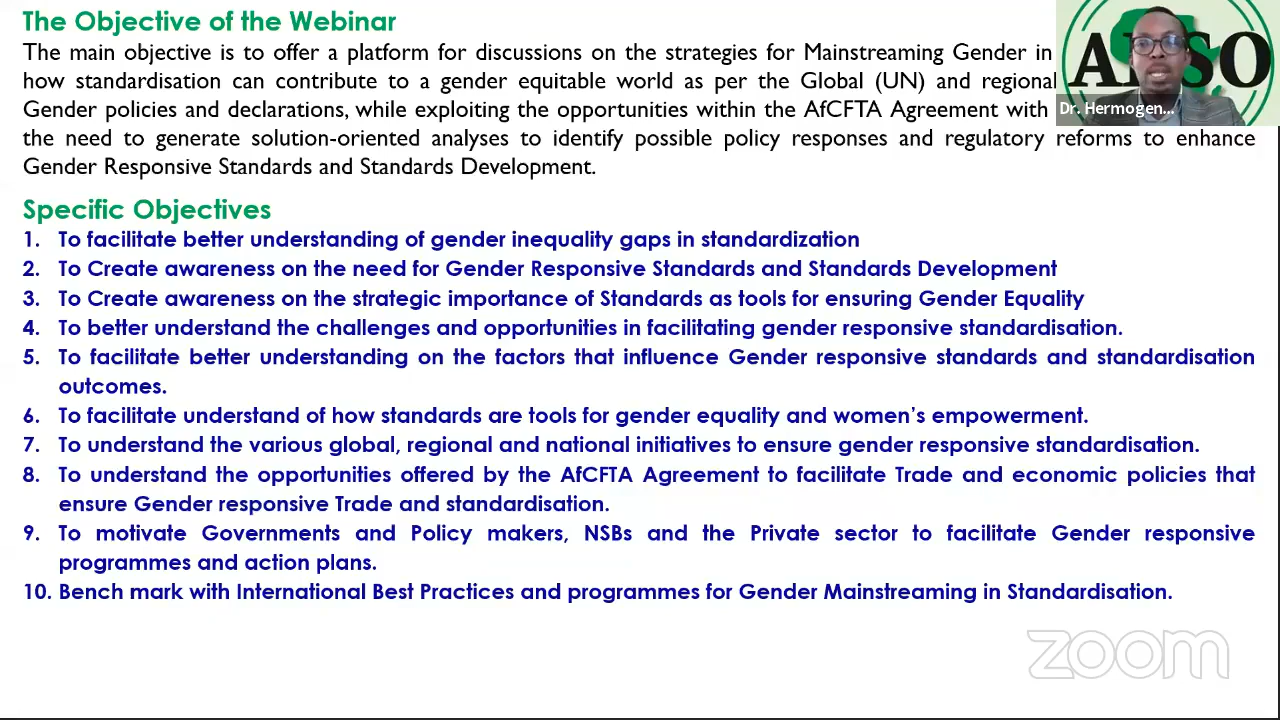 The Objective of the Webinar
The main objective is to offer a platform for discussions on the strategies for Mainstreaming Gender in
how standardisation can contribute to a gender equitable world as per the Global (UN) and regional
Gender policies and declarations, while exploiting the opportunities within the AfCFTA Agreement with
the need to generate solution-oriented analyses to identify possible policy responses and regulatory reforms to enhance
Gender Responsive Standards and Standards Development.
Dr. Hermogen...
Specific Objectives
1. To facilitate better understanding of gender inequality gaps in standardization
2. To Create awareness on the need for Gender Responsive Standards and Standards Development
3. To Create awareness on the strategic importance of Standards as tools for ensuring Gender Equality
4. To better understand the challenges and opportunities in facilitating gender responsive standardisation.
5. To facilitate better understanding on the factors that influence Gender responsive standards and standardisation
outcomes.
6. To facilitate understand of how standards are tools for gender equality and women's empowerment.
7. To understand the various global, regional and national initiatives to ensure gender responsive standardisation.
8. To understand the opportunities offered by the AfCFTA Agreement to facilitate Trade and economic policies that
ensure Gender responsive Trade and standardisation.
9. To motivate Governments and Policy makers, NSBs and the Private sector to facilitate Gender responsive
programmes and action plans.
10. Bench mark with International Best Practices and programmes for Gender Mainstreaming in Standardisation.
zoom